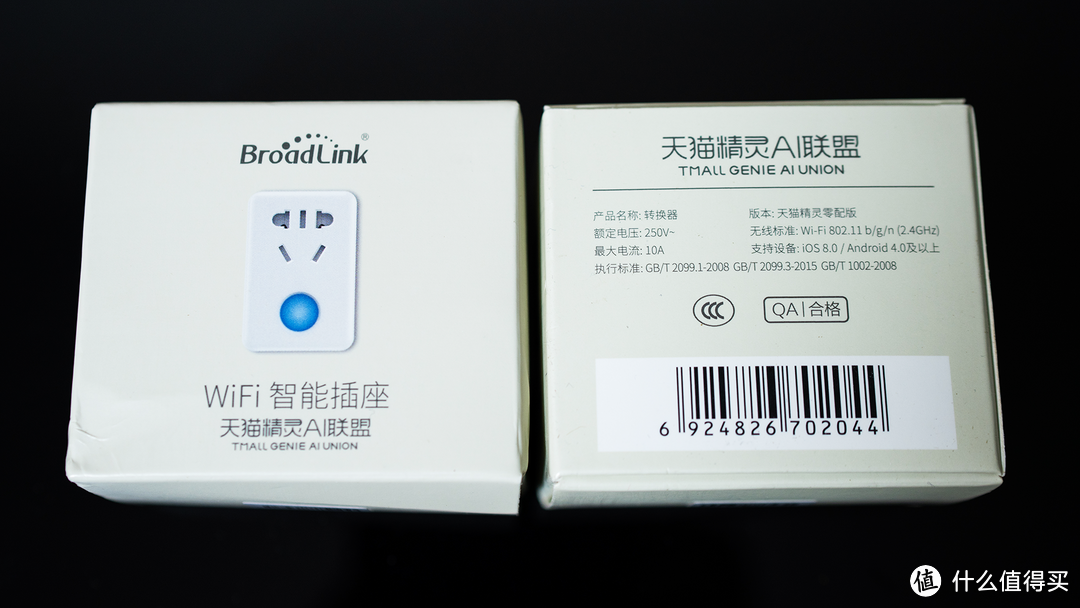 BroadLink®
WiFi 智能插座
天猫精灵AI联盟
TMALL GENIE AI UNION
天猫精灵AI联盟
TMALL GENIE AI UNION
产品名称: 转换器
版本: 天猫精灵零配版
额定电压: 250V~
无线标准: Wi-Fi 802.11 b/g/n (2.4GHz)
最大电流: 10A
支持设备: iOS 8.0 / Android 4.0及以上
执行标准: GB/T 2099.1-2008 GB/T 2099.3-2015 GB/T 1002-2008
CCC
QA|合格
6 924826 702044
值 什么值得买